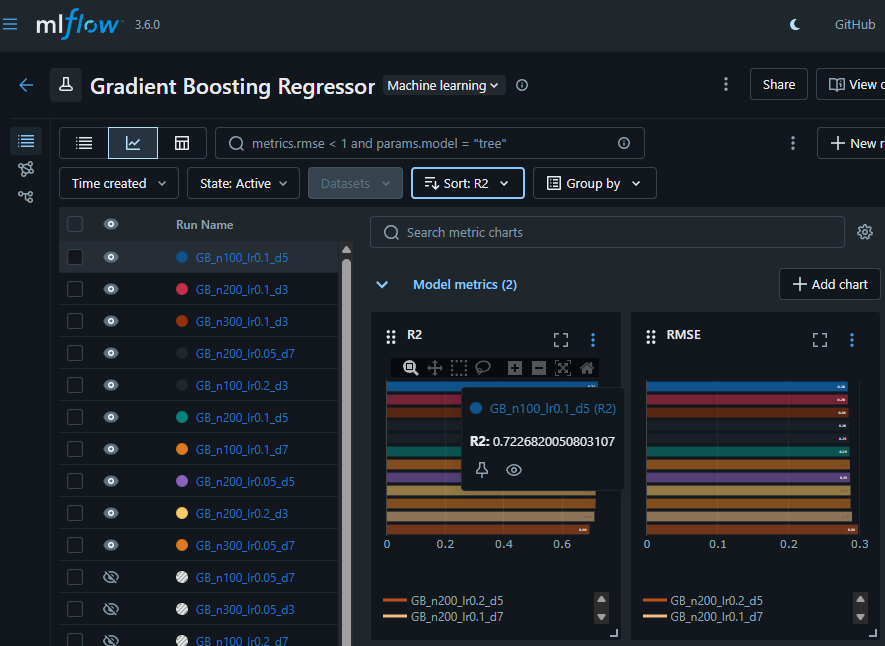 mlflow 3.6.0 GitHub
Gradient Boosting Regressor Machine learning Share View
metrics.rmse < 1 and params.model = "tree" New
Time created State: Active Datasets Sort: R2 Group by
Run Name
Search metric charts
GB_n100_lr0.1_d5
GB_n200_lr0.1_d3
GB_n300_lr0.1_d3
GB_n200_lr0.05_d7
GB_n100_lr0.2_d3
GB_n200_lr0.1_d5
GB_n100_lr0.1_d7
GB_n200_lr0.05_d5
GB_n200_lr0.2_d3
GB_n300_lr0.05_d7
GB_n100_lr0.05_d7
GB_n300_lr0.05_d3
GB_n100_lr0.2_d7
Model metrics (2) Add chart
R2
GB_n100_lr0.1_d5 (R2)
R2: 0.7226820050803107
0 0.2 0.4 0.6
GB_n200_lr0.2_d5
GB_n200_lr0.1_d7
RMSE
0 0.1 0.2 0.3
GB_n200_lr0.2_d5
GB_n200_lr0.1_d7